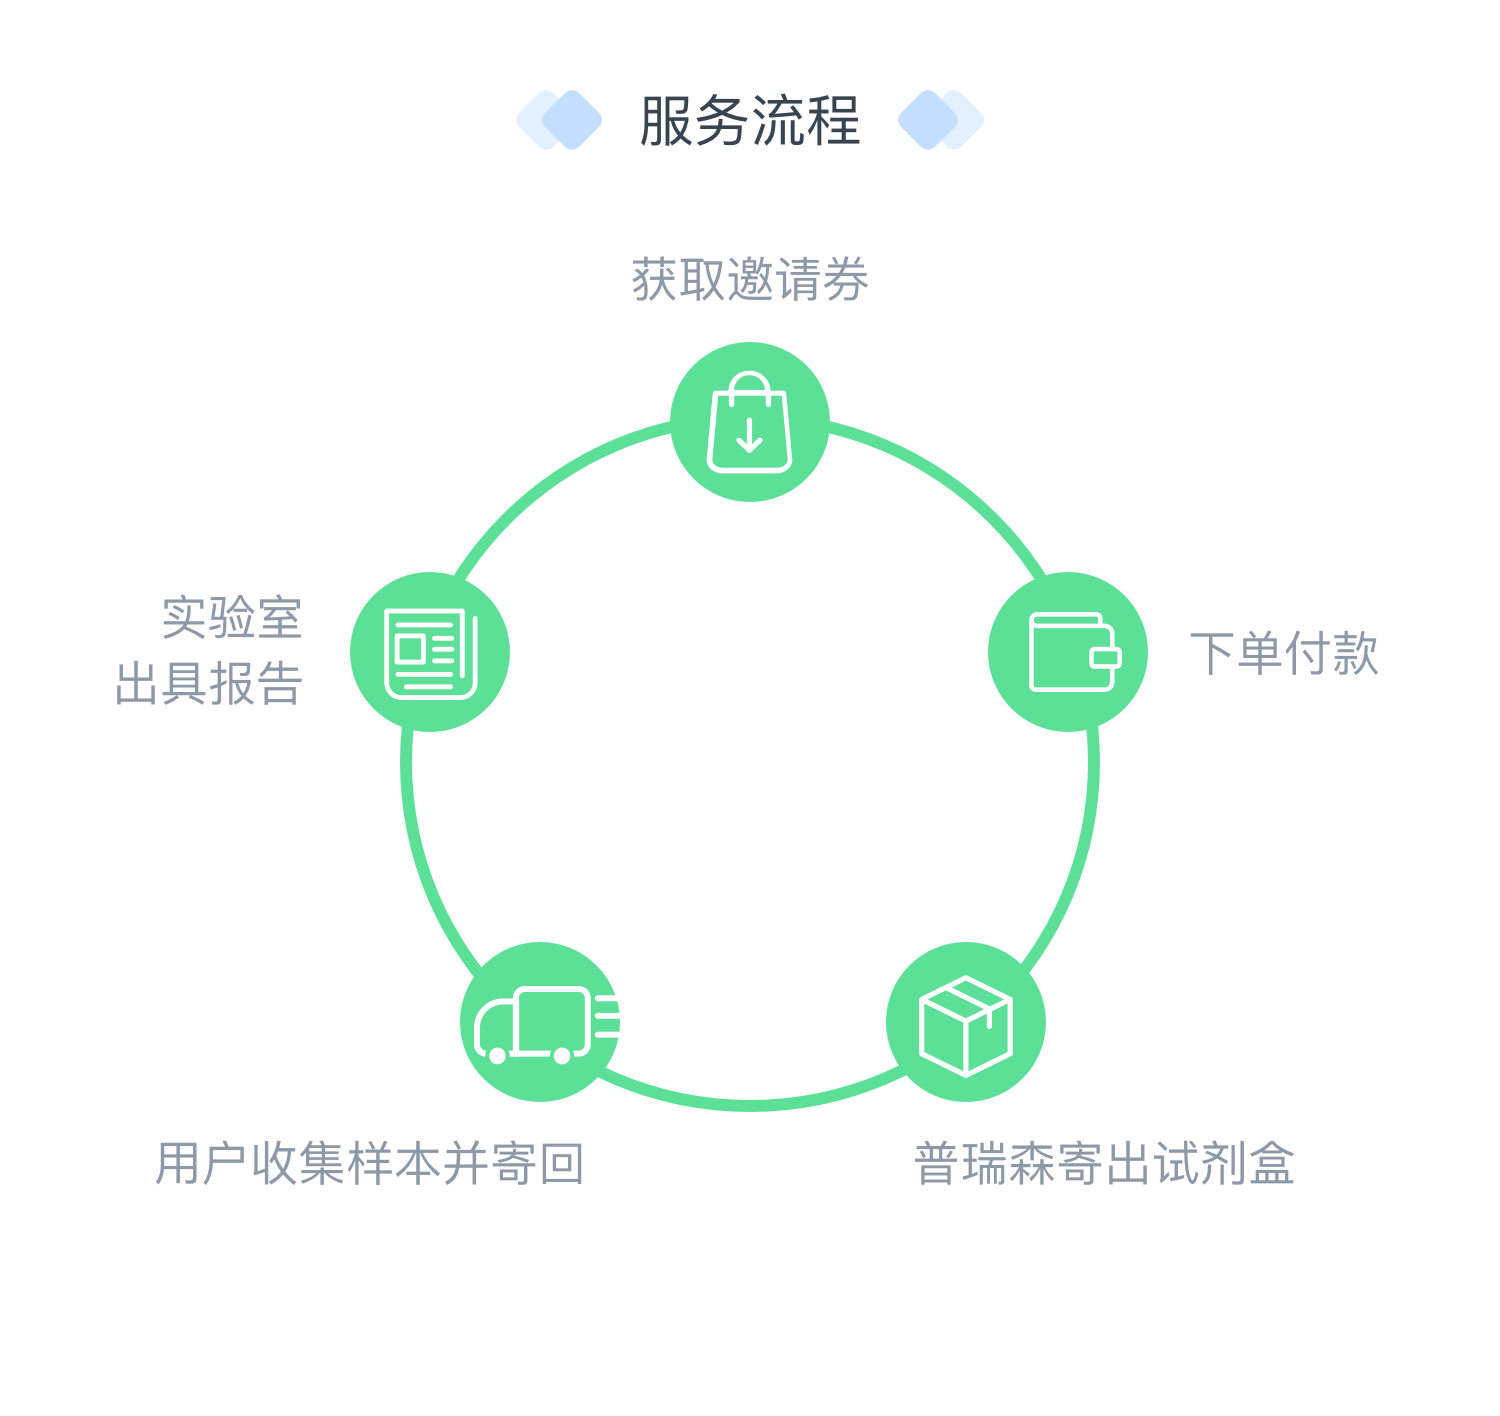 服务流程
获取邀请券
下单付款
普瑞森寄出试剂盒
用户收集样本并寄回
实验室
出具报告